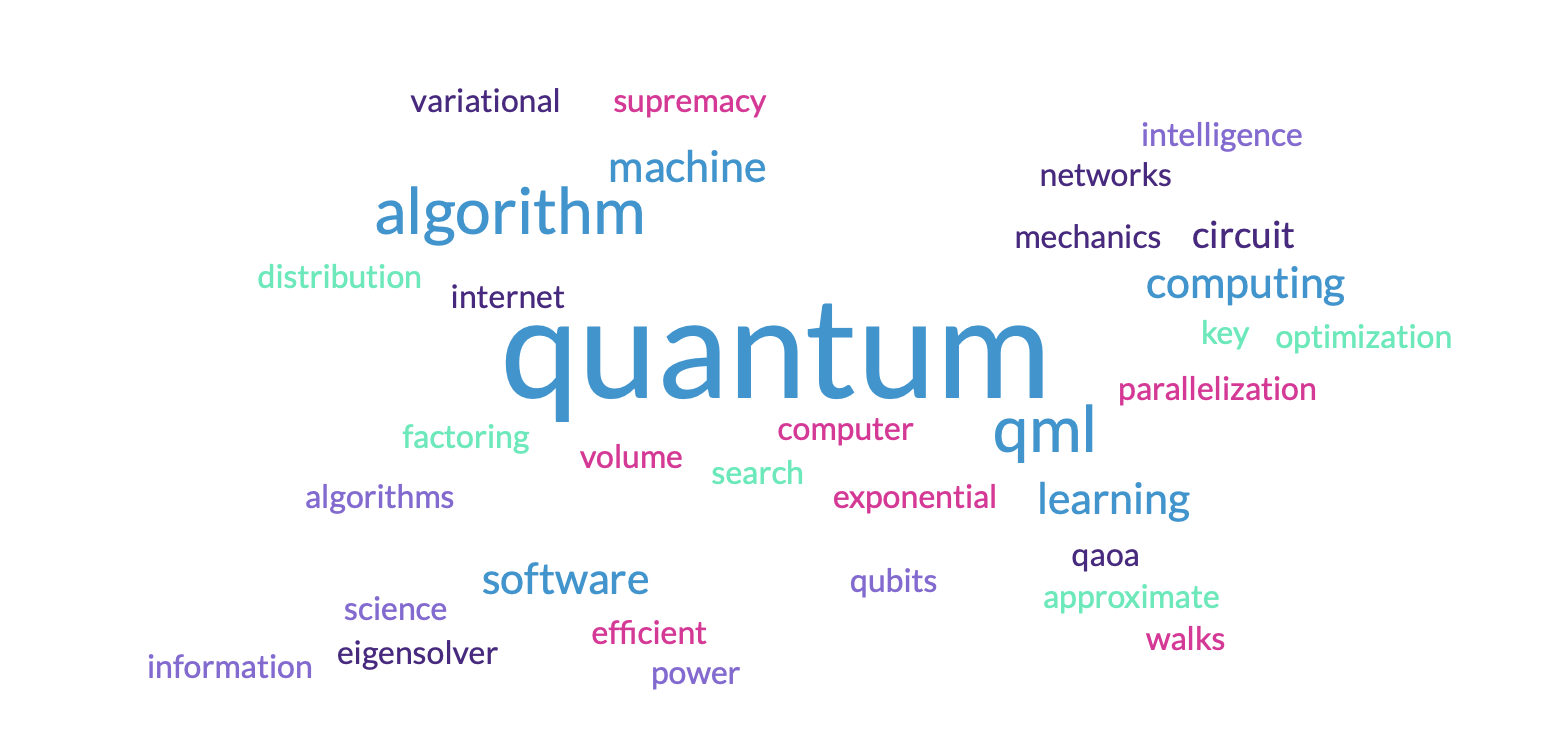 variational supremacy
intelligence
machine
networks
algorithm
mechanics circuit
distribution
computing
internet
key optimization
quantum
parallelization
factoring
computer
qml
volume
search
algorithms
exponential
learning
qaoa
software
qubits
approximate
science
efficient
walks
eigensolver
information
power